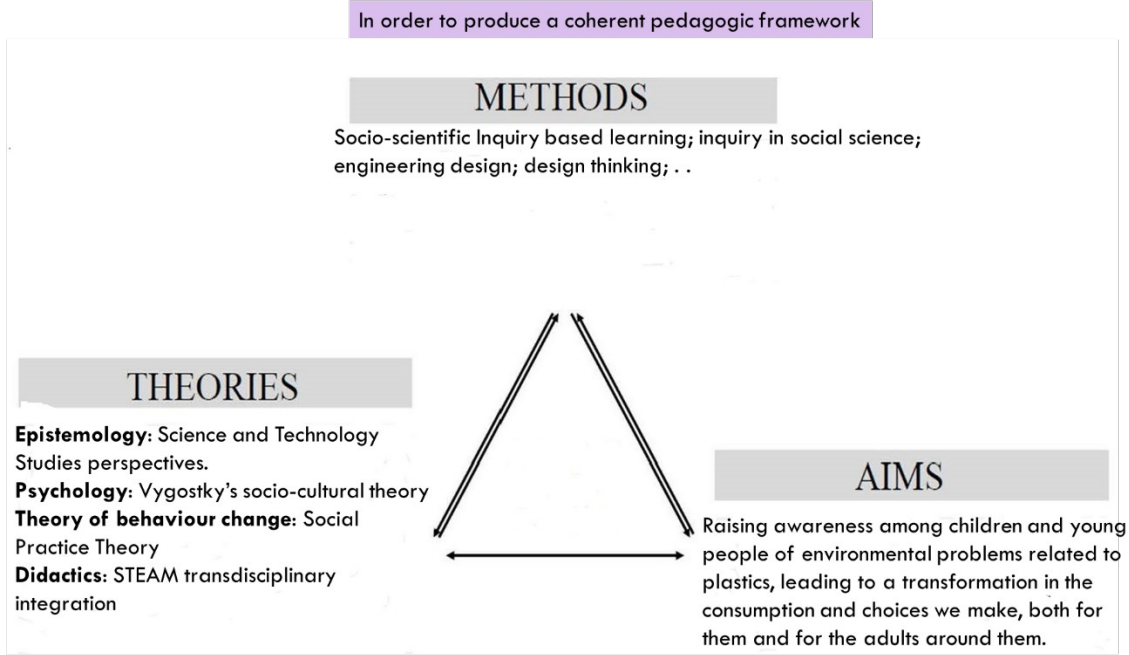 In order to produce a coherent pedagogic framework
METHODS
Socio-scientific Inquiry based learning; inquiry in social science;
engineering design; design thinking; . .
THEORIES
Epistemology: Science and Technology
Studies perspectives.
Psychology: Vygostky’s socio-cultural theory
Theory of behaviour change: Social
Practice Theory
Didactics: STEAM transdisciplinary
integration
AIMS
Raising awareness among children and young
people of environmental problems related to
plastics, leading to a transformation in the
consumption and choices we make, both for
them and for the adults around them.